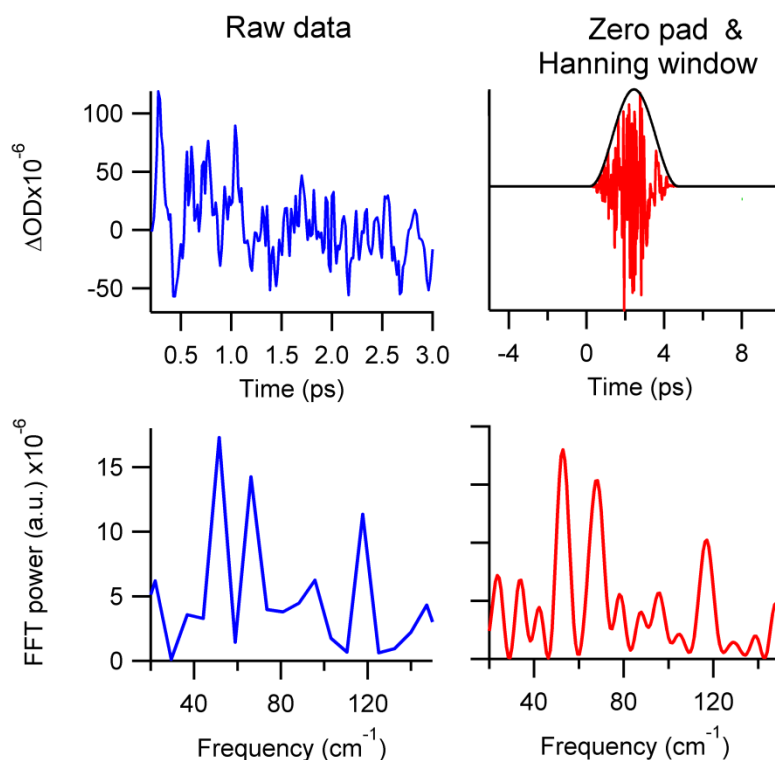 Raw data
Zero pad &
Hanning window
ΔODx10⁻⁶
100
50
0
-50
0.5 1.0 1.5 2.0 2.5 3.0
Time (ps)
-4 0 4 8
Time (ps)
FFT power (a.u.) x10⁻⁶
15
10
5
0
40 80 120
Frequency (cm⁻¹)
40 80 120
Frequency (cm⁻¹)